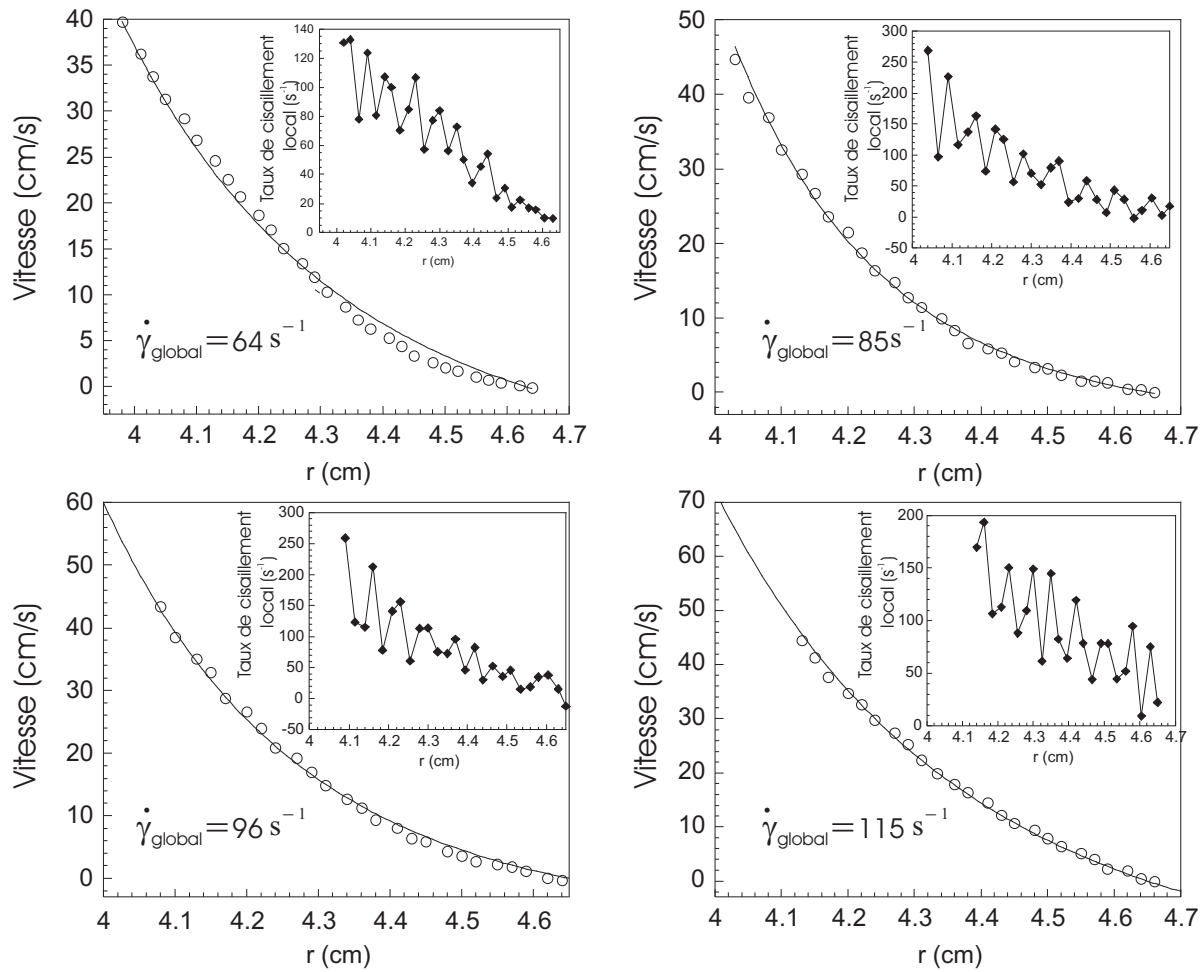 40
35
30
25
20
15
10
5
0
Vitesse (cm/s)
4 4.1 4.2 4.3 4.4 4.5 4.6 4.7
r (cm)
γ̇global=64 s⁻¹
140
120
100
80
60
40
20
0
Taux de cisaillement
local (s⁻¹)
4 4.1 4.2 4.3 4.4 4.5 4.6
r (cm)
50
40
30
20
10
0
Vitesse (cm/s)
4 4.1 4.2 4.3 4.4 4.5 4.6 4.7
r (cm)
γ̇global=85s⁻¹
300
250
200
150
100
50
0
-50
Taux de cisaillement
local (s⁻¹)
4 4.1 4.2 4.3 4.4 4.5 4.6
r (cm)
60
50
40
30
20
10
0
Vitesse (cm/s)
4 4.1 4.2 4.3 4.4 4.5 4.6
r (cm)
γ̇global=96 s⁻¹
300
250
200
150
100
50
0
-50
Taux de cisaillement
local (s⁻¹)
4 4.1 4.2 4.3 4.4 4.5 4.6
r (cm)
70
60
50
40
30
20
10
0
Vitesse (cm/s)
4 4.1 4.2 4.3 4.4 4.5 4.6 4.7
r (cm)
γ̇global=115 s⁻¹
200
150
100
50
0
Taux de cisaillement
local (s⁻¹)
4 4.1 4.2 4.3 4.4 4.5 4.6 4.7
r (cm)